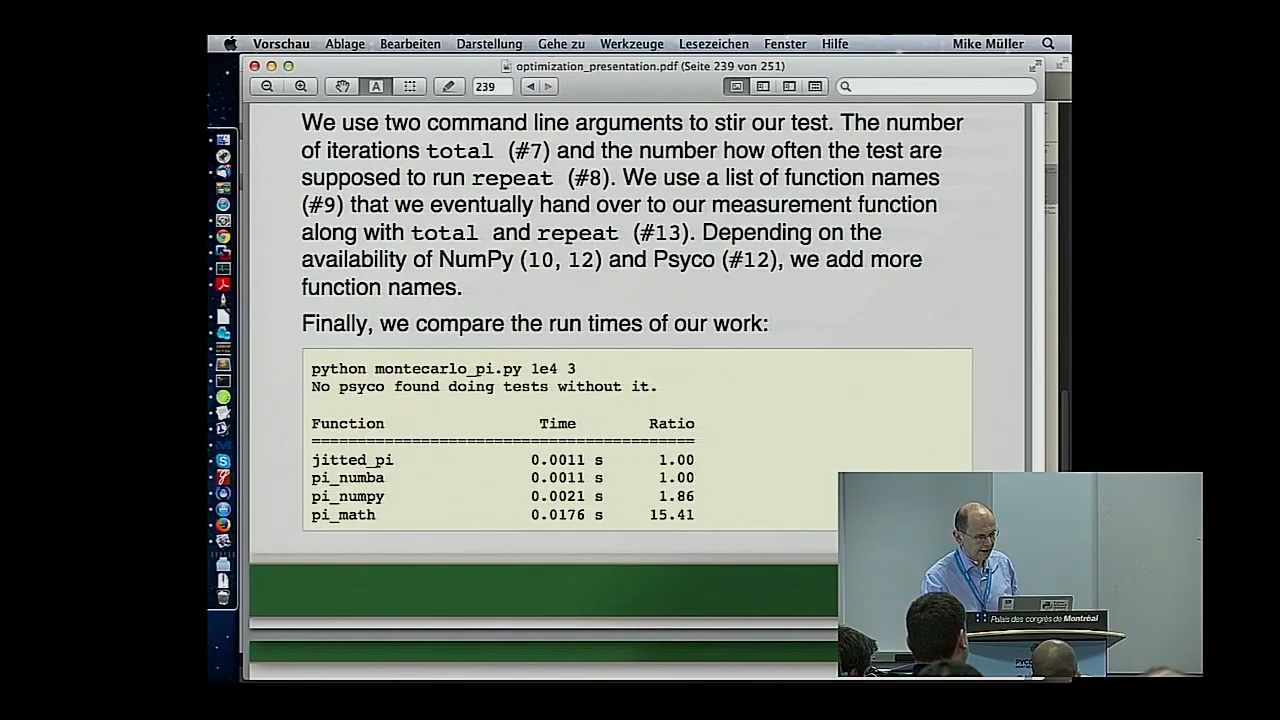 Vorschau Ablage Bearbeiten Darstellung Gehe zu Werkzeuge Lesezeichen Fenster Hilfe Mike Müller
optimization_presentation.pdf (Seite 239 von 251)
239
We use two command line arguments to stir our test. The number
of iterations total (#7) and the number how often the test are
supposed to run repeat (#8). We use a list of function names
(#9) that we eventually hand over to our measurement function
along with total and repeat (#13). Depending on the
availability of NumPy (10, 12) and Psyco (#12), we add more
function names.
Finally, we compare the run times of our work:
python montecarlo_pi.py 1e4 3
No psyco found doing tests without it.
Function Time Ratio
==========================================
jitted_pi 0.0011 s 1.00
pi_numba 0.0011 s 1.00
pi_numpy 0.0021 s 1.86
pi_math 0.0176 s 15.41
Palais des congrès de Montréal